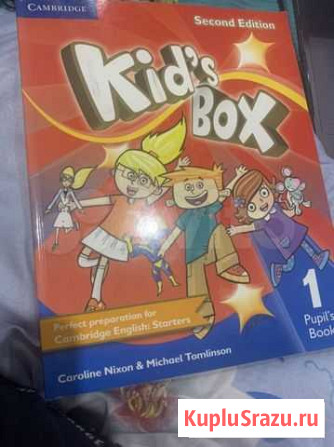 CAMBRIDGE
Second Edition
Kid's
Box
Perfect preparation for
Cambridge English: Starters
1
Pupil's
Book
Caroline Nixon & Michael Tomlinson
KupluSrazu.ru